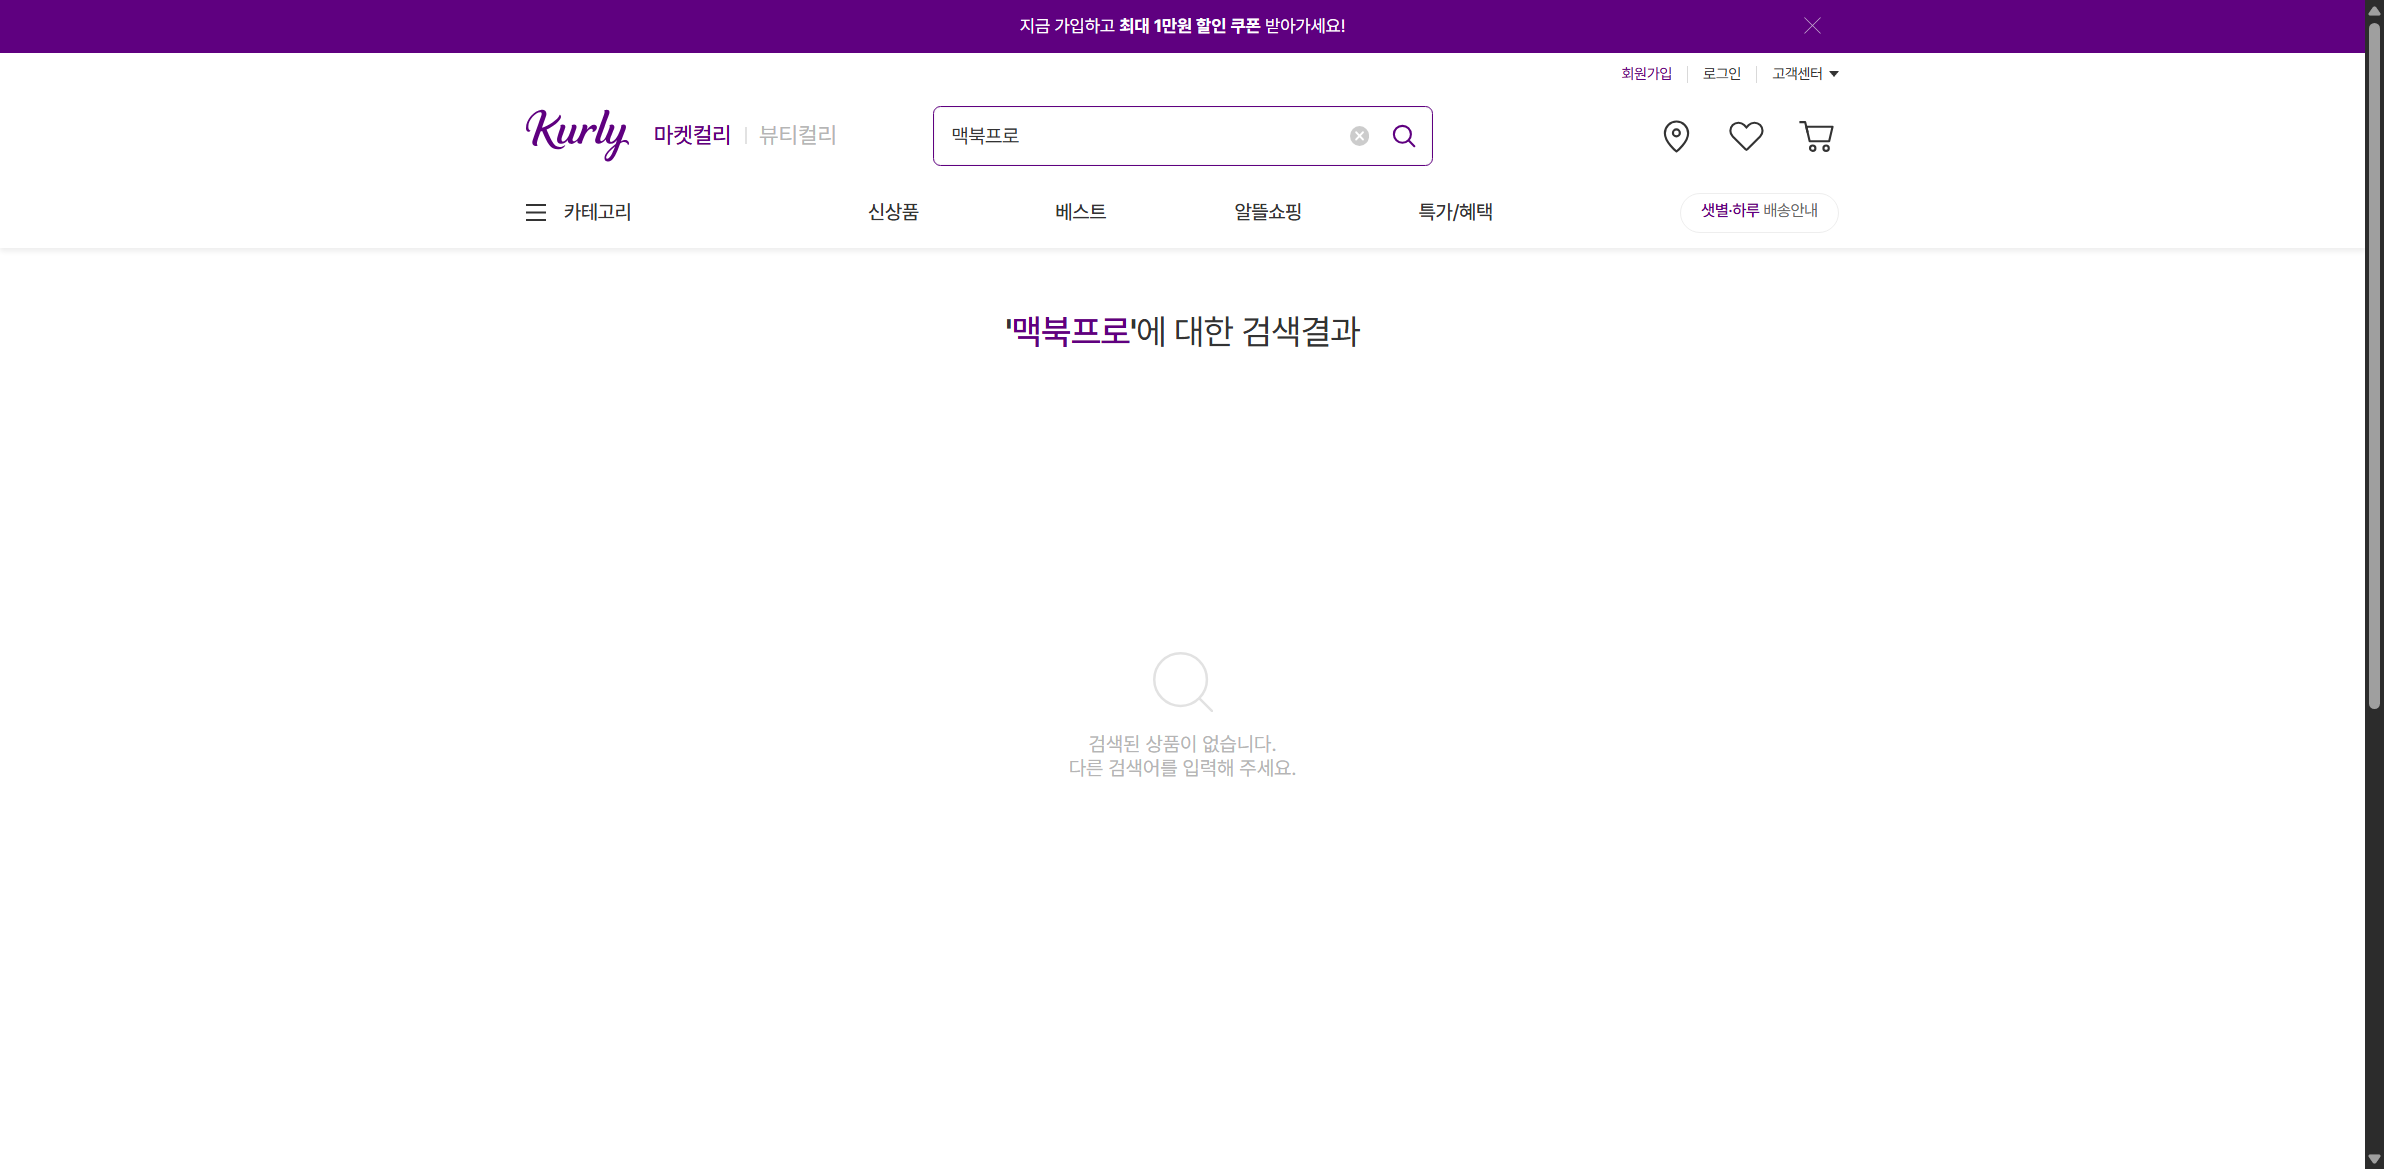 지금 가입하고 최대 1만원 할인 쿠폰 받아가세요!
회원가입 로그인 고객센터
Kurly 마켓컬리 뷰티컬리 맥북프로
카테고리 신상품 베스트 알뜰쇼핑 특가/혜택 샛별·하루 배송안내
'맥북프로'에 대한 검색결과
검색된 상품이 없습니다.
다른 검색어를 입력해 주세요.